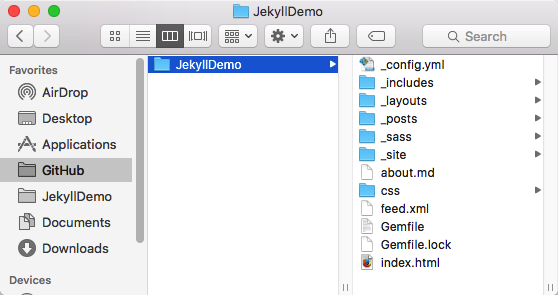 JekyllDemo
Search
Favorites
AirDrop
Desktop
Applications
GitHub
JekyllDemo
Documents
Downloads
Devices
JekyllDemo
_config.yml
_includes
_layouts
_posts
_sass
_site
about.md
css
feed.xml
Gemfile
Gemfile.lock
index.html